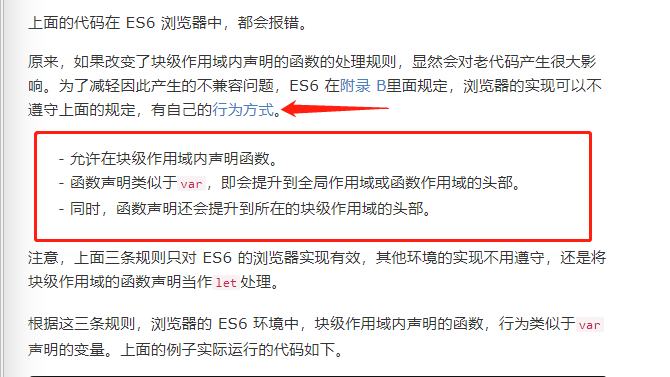 上面的代码在 ES6 浏览器中，都会报错。
原来，如果改变了块级作用域内声明的函数的处理规则，显然会对老代码产生很大影
响。为了减轻因此产生的不兼容问题，ES6 在附录 B里面规定，浏览器的实现可以不
遵守上面的规定，有自己的行为方式。
- 允许在块级作用域内声明函数。
- 函数声明类似于var，即会提升到全局作用域或函数作用域的头部。
- 同时，函数声明还会提升到所在的块级作用域的头部。
注意，上面三条规则只对 ES6 的浏览器实现有效，其他环境的实现不用遵守，还是将
块级作用域的函数声明当作let处理。
根据这三条规则，浏览器的 ES6 环境中，块级作用域内声明的函数，行为类似于var
声明的变量。上面的例子实际运行的代码如下。